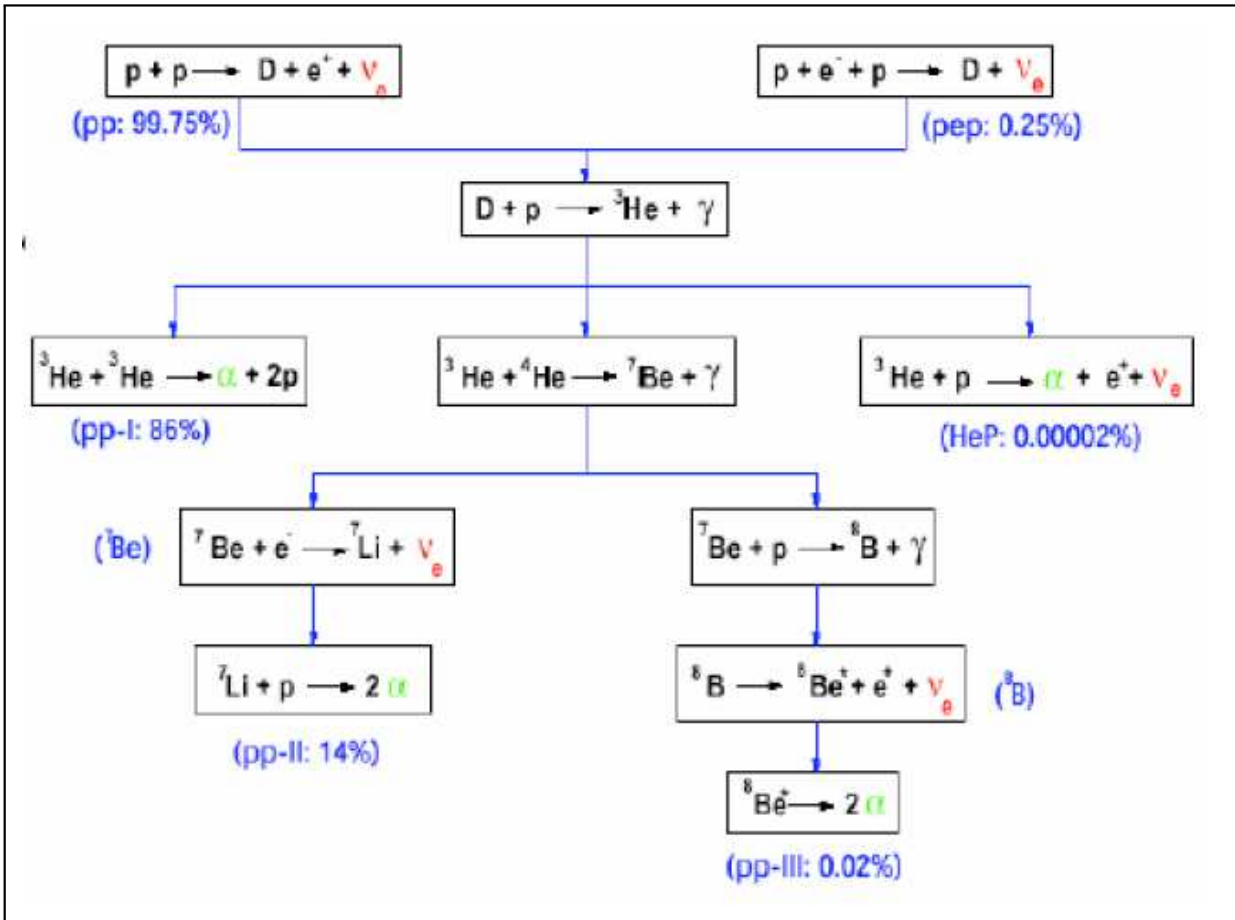 p + p → D + e⁺ + νₑ
(pp: 99.75%)
p + e⁻ + p → D + νₑ
(pep: 0.25%)
D + p → ³He + γ
³He + ³He → α + 2p
(pp-I: 86%)
³He + ⁴He → ⁷Be + γ
³He + p → α + e⁺ + νₑ
(HeP: 0.00002%)
(⁷Be)
⁷Be + e⁻ → ⁷Li + νₑ
⁷Be + p → ⁸B + γ
⁷Li + p → 2 α
(pp-II: 14%)
⁸B → ⁸Be* + e⁺ + νₑ
(⁸B)
⁸Be* → 2 α
(pp-III: 0.02%)